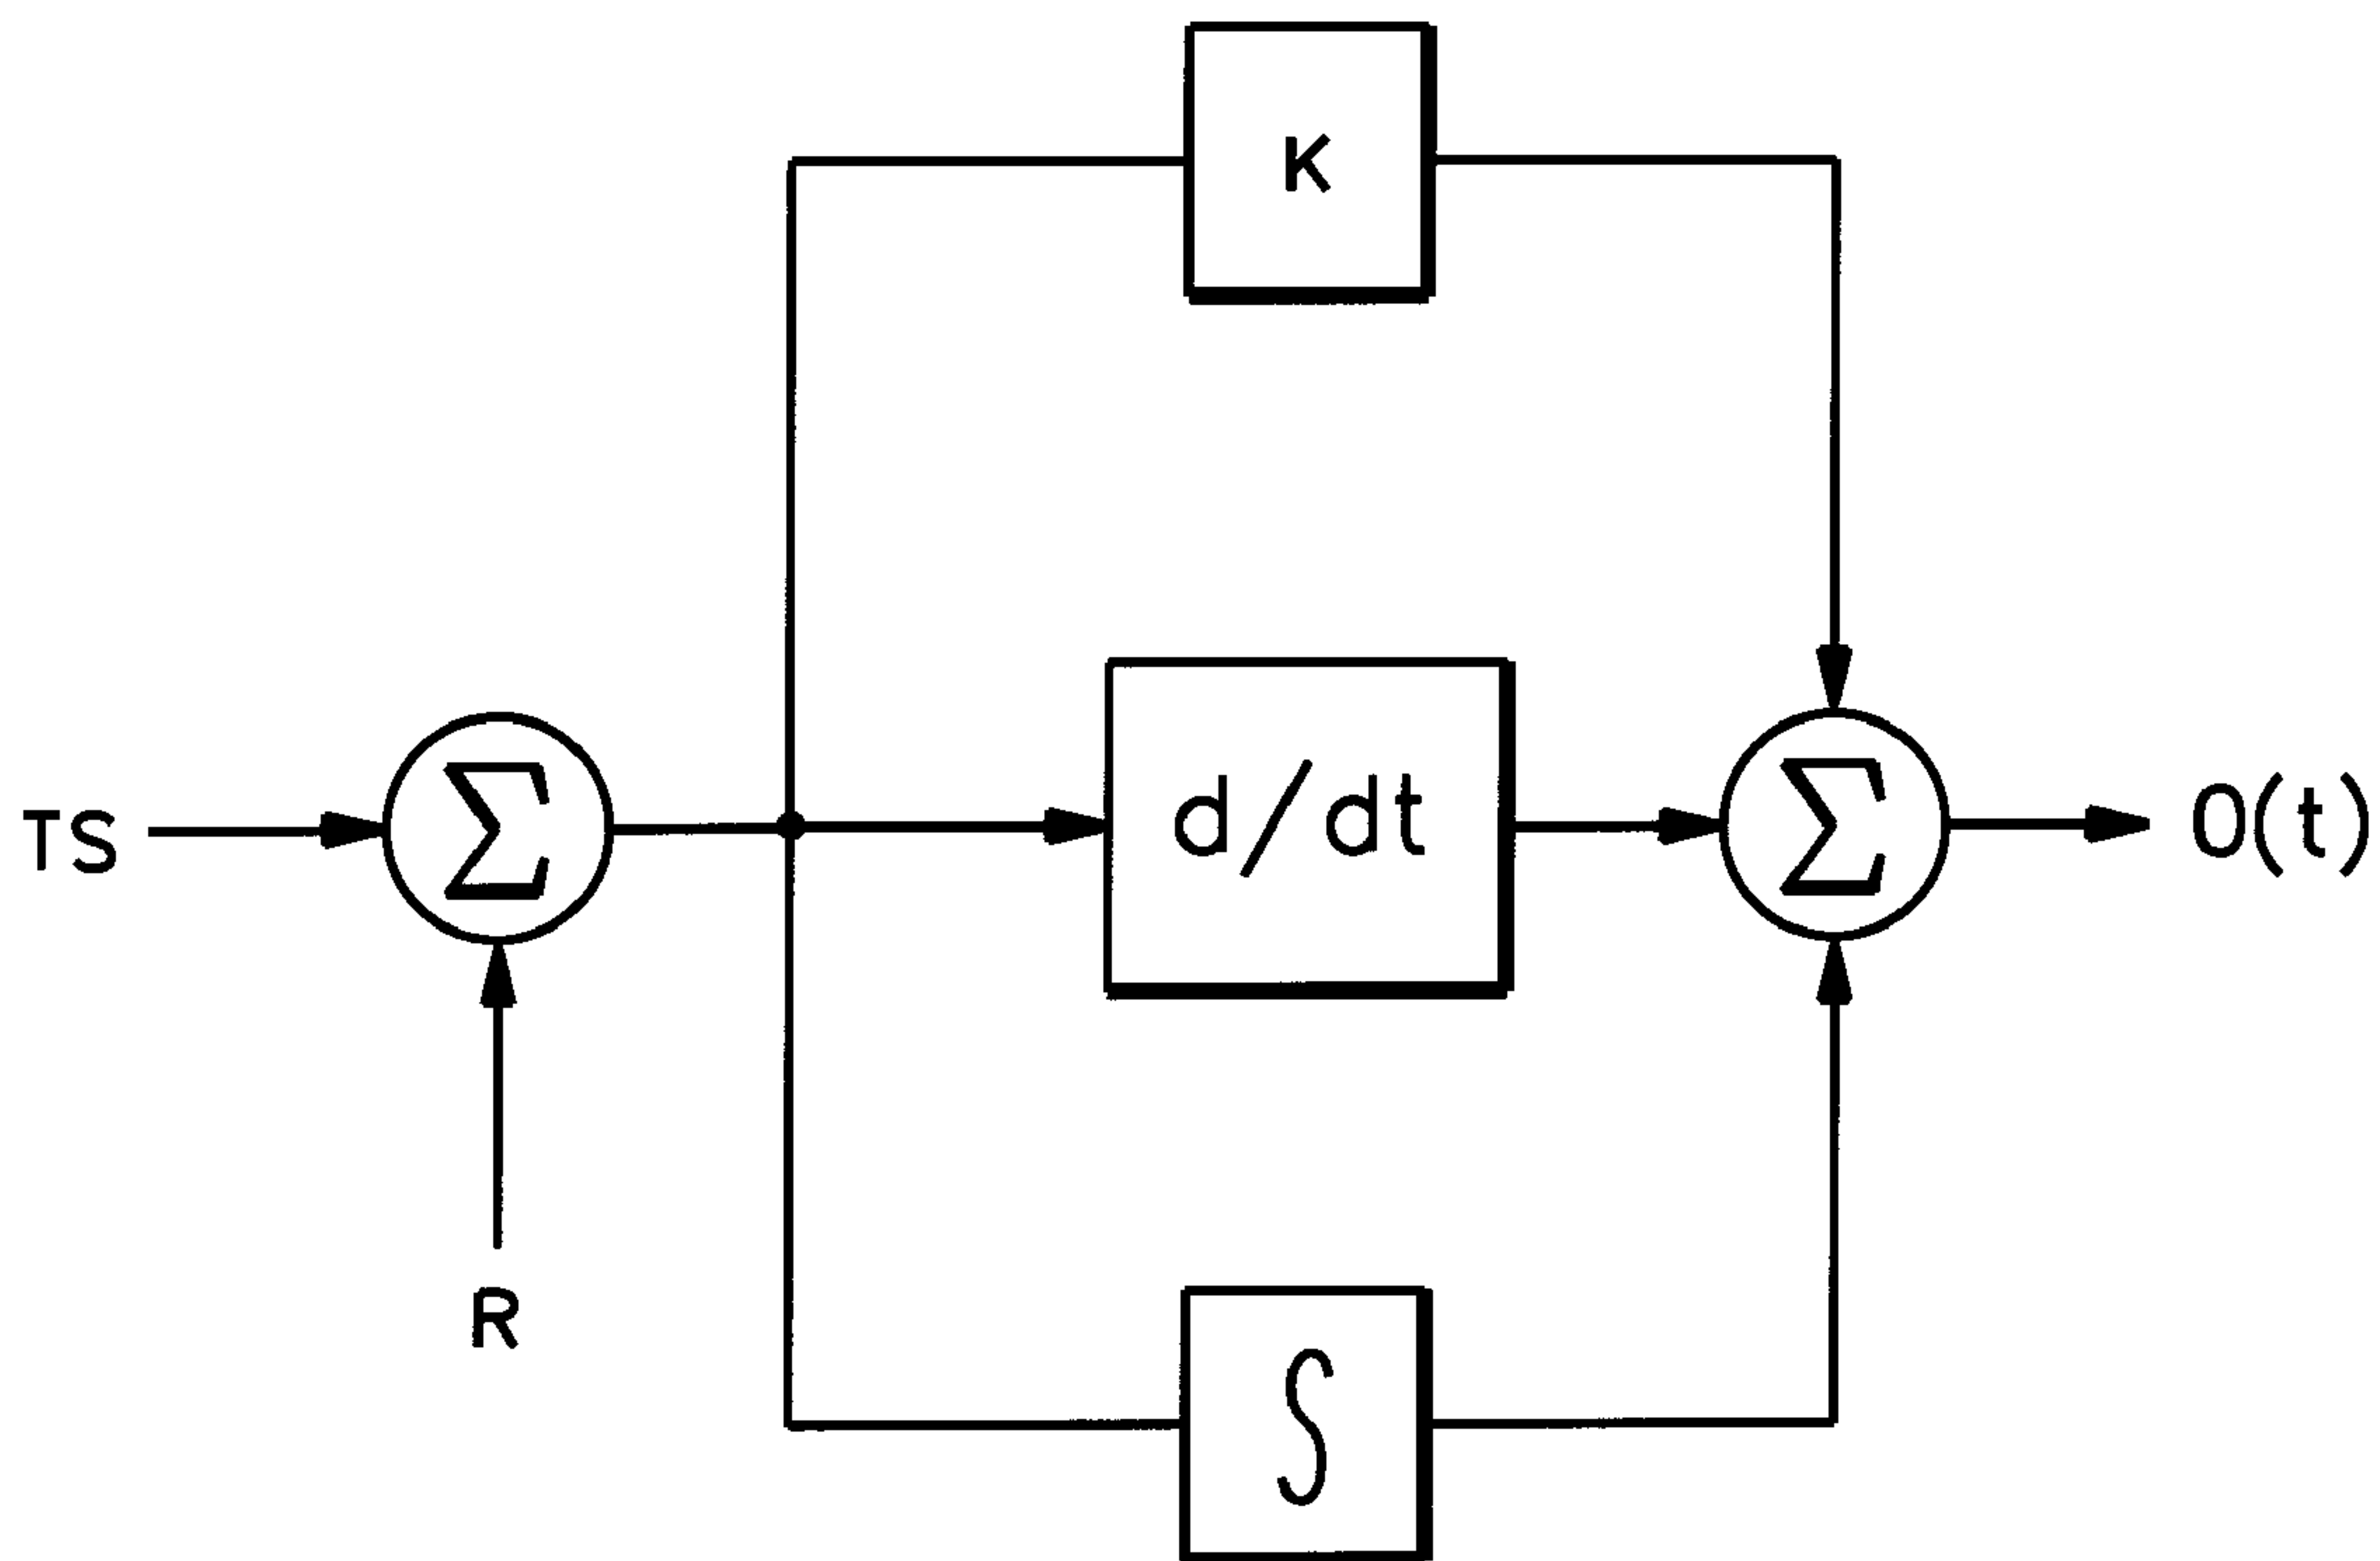 K
TS
Σ
d/dt
Σ
O(t)
R
∫